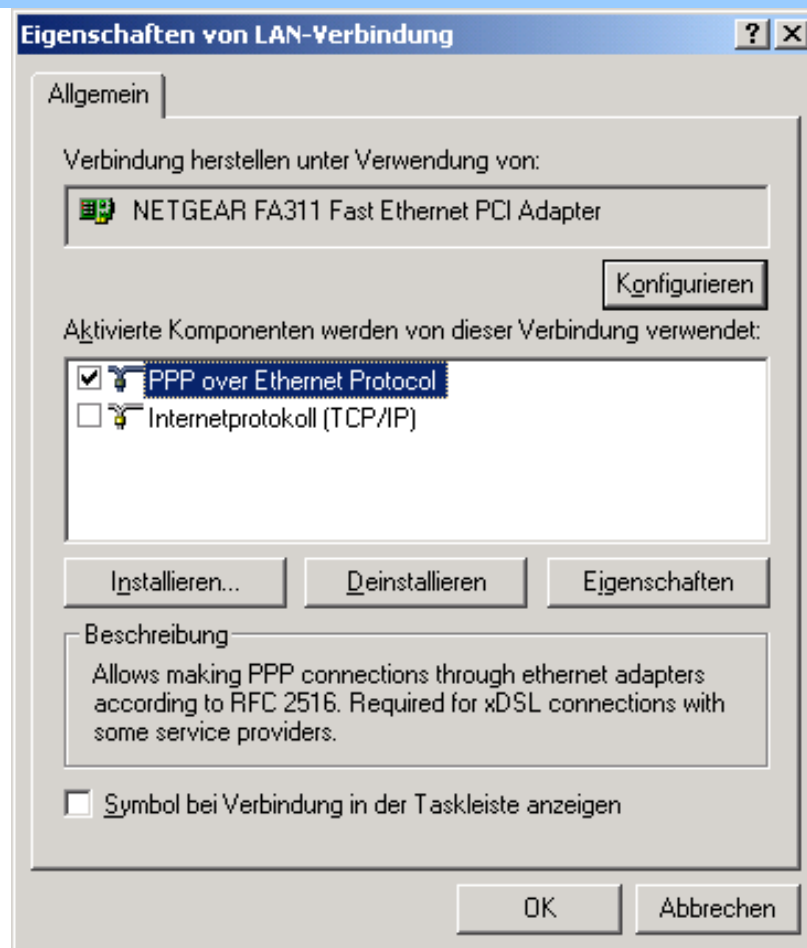 Eigenschaften von LAN-Verbindung
Allgemein
Verbindung herstellen unter Verwendung von:
NETGEAR FA311 Fast Ethernet PCI Adapter
Konfigurieren
Aktivierte Komponenten werden von dieser Verbindung verwendet:
PPP over Ethernet Protocol
Internetprotokoll (TCP/IP)
Installieren... Deinstallieren Eigenschaften
Beschreibung
Allows making PPP connections through ethernet adapters
according to RFC 2516. Required for xDSL connections with
some service providers.
Symbol bei Verbindung in der Taskleiste anzeigen
OK Abbrechen